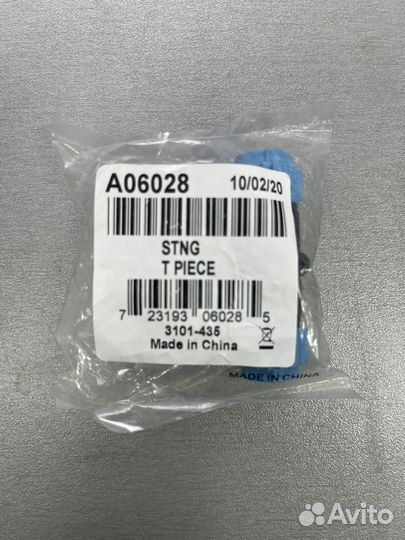 A06028 10/02/20
STNG
T PIECE
7 23193 06028 5
3101-435
Made in China
MADE IN CHINA
Avito